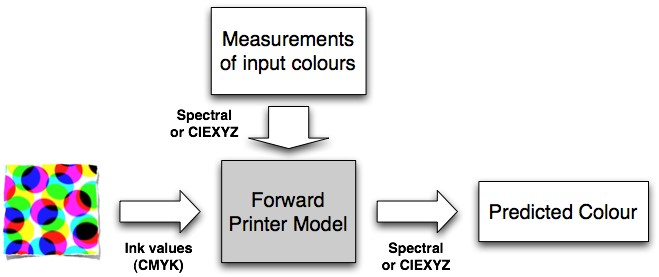 Measurements
of input colours
Spectral
or CIEXYZ
Forward
Printer Model
Ink values
(CMYK)
Spectral
or CIEXYZ
Predicted Colour